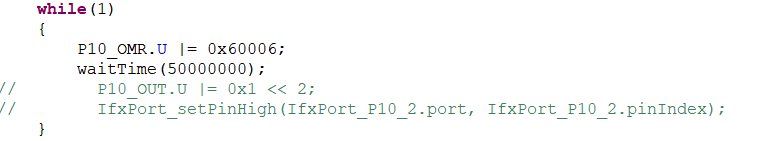 while(1)
{
P10_OMR.U |= 0x60006;
waitTime(50000000);
// P10_OUT.U |= 0x1 << 2;
// IfxPort_setPinHigh(IfxPort_P10_2.port, IfxPort_P10_2.pinIndex);
}